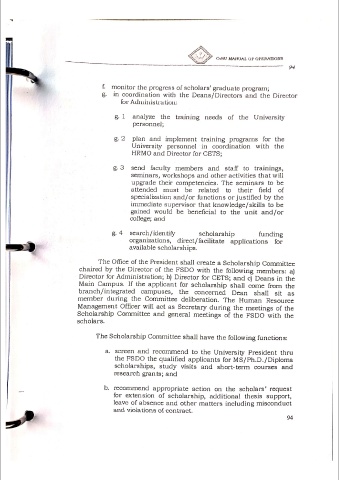 CvSU MANUAL OF OPERATIONS
94
f. monitor the progress of scholars' graduate program;
g. in coordination with the Deans/Directors and the Director
for Administration:
g. 1 analyze the training needs of the University
personnel;
g. 2 plan and implement training programs for the
University personnel in coordination with the
HRMO and Director for CETS;
g. 3 send faculty members and staff to trainings,
seminars, workshops and other activities that will
upgrade their competencies. The seminars to be
attended must be related to their field of
specialization and/or functions or justified by the
immediate supervisor that knowledge/skills to be
gained would be beneficial to the unit and/or
college; and
g. 4 search/identify scholarship funding
organizations, direct/facilitate applications for
available scholarships.
The Office of the President shall create a Scholarship Committee
chaired by the Director of the FSDO with the following members: a)
Director for Administration; b) Director for CETS; and c) Deans in the
Main Campus. If the applicant for scholarship shall come from the
branch/integrated campuses, the concerned Dean shall sit as
member during the Committee deliberation. The Human Resource
Management Officer will act as Secretary during the meetings of the
Scholarship Committee and general meetings of the FSDO with the
scholars.
The Scholarship Committee shall have the following functions:
a. screen and recommend to the University President thru
the FSDO the qualified applicants for MS/Ph.D./Diploma
scholarships, study visits and short-term courses and
research grants; and
b. recommend appropriate action on the scholars' request
for extension of scholarship, additional thesis support,
leave of absence and other matters including misconduct
and violations of contract.
94